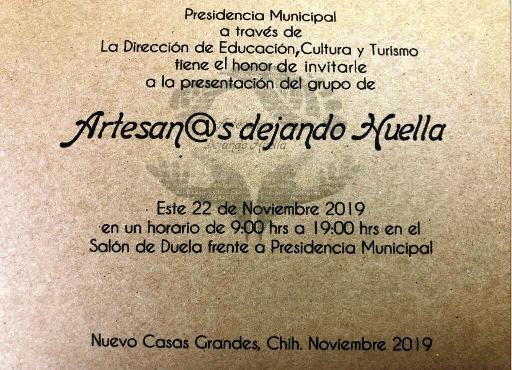 Presidencia Municipal
a través de
La Dirección de Educación,Cultura y Turismo
tiene el honor de invitarle
a la presentación del grupo de
Artesan@s dejando Huella
dejando Huella
Este 22 de Noviembre 2019
en un horario de 9:00 hrs a 19:00 hrs en el
Salón de Duela frente a Presidencia Municipal
Nuevo Casas Grandes, Chih. Noviembre 2019